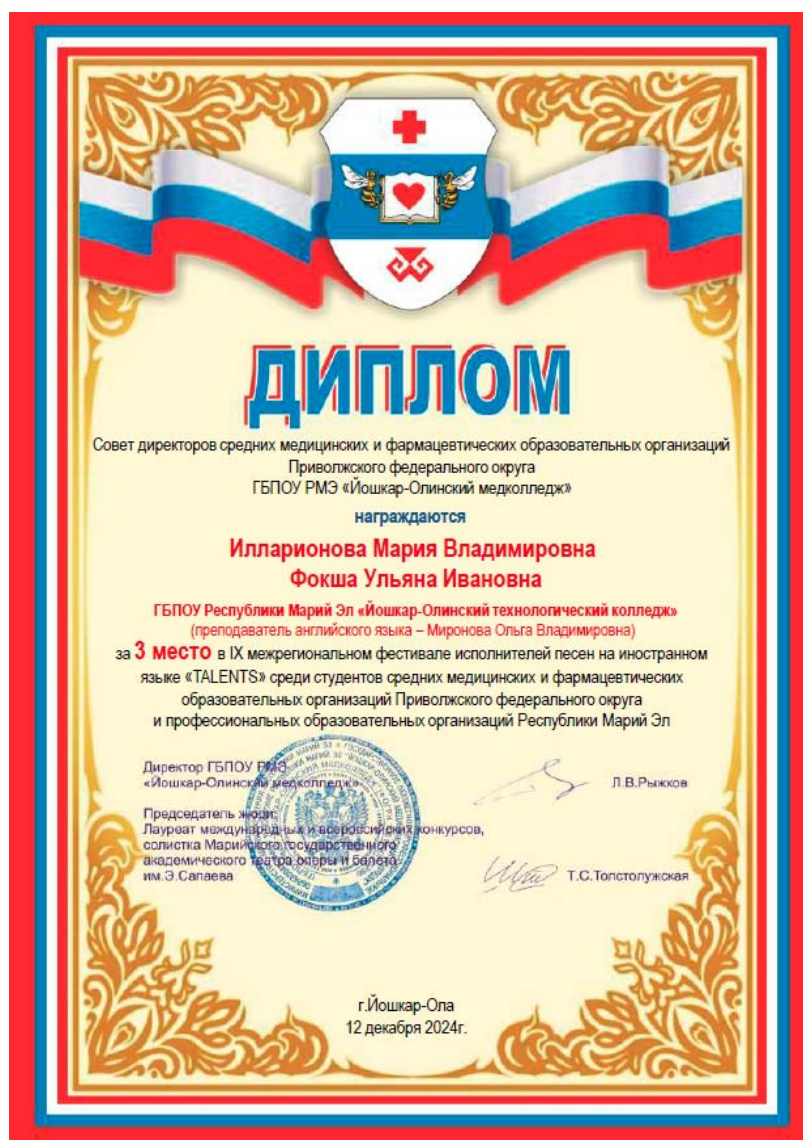 ДИПЛОМ
Совет директоров средних медицинских и фармацевтических образовательных организаций
Приволжского федерального округа
ГБПОУ РМЭ «Йошкар-Олинский медколледж»
награждаются
Илларионова Мария Владимировна
Фокша Ульяна Ивановна
ГБПОУ Республики Марий Эл «Йошкар-Олинский технологический колледж»
(преподаватель английского языка – Миронова Ольга Владимировна)
за 3 место в IX межрегиональном фестивале исполнителей песен на иностранном
языке «TALENTS» среди студентов средних медицинских и фармацевтических
образовательных организаций Приволжского федерального округа
и профессиональных образовательных организаций Республики Марий Эл
Директор ГБПОУ РМЭ
«Йошкар-Олинский медколледж»
Л.В.Рыжков
Председатель жюри:
Лауреат международных и всероссийских конкурсов,
солистка Марийского государственного
академического театра оперы и балета
им.Э.Сапаева
Т.С.Толстолужская
г.Йошкар-Ола
12 декабря 2024г.